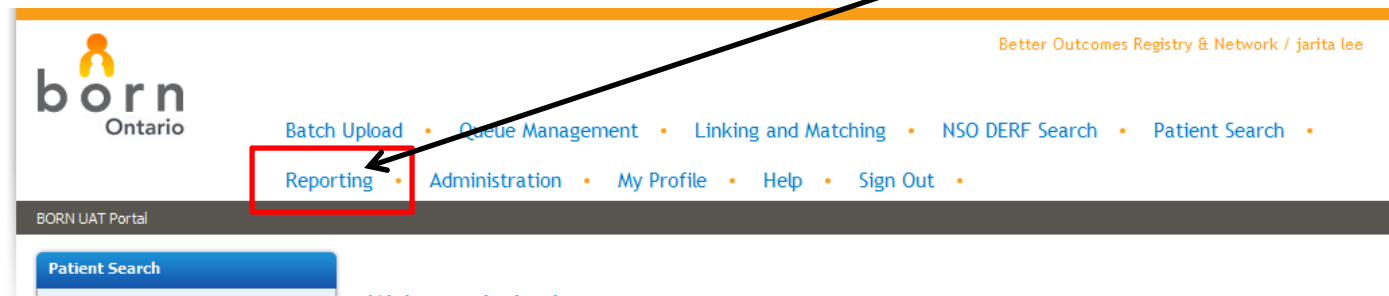 Better Outcomes Registry & Network / jarita lee
born
Ontario
Batch Upload • Queue Management • Linking and Matching • NSO DERF Search • Patient Search •
Reporting • Administration • My Profile • Help • Sign Out •
BORN UAT Portal
Patient Search